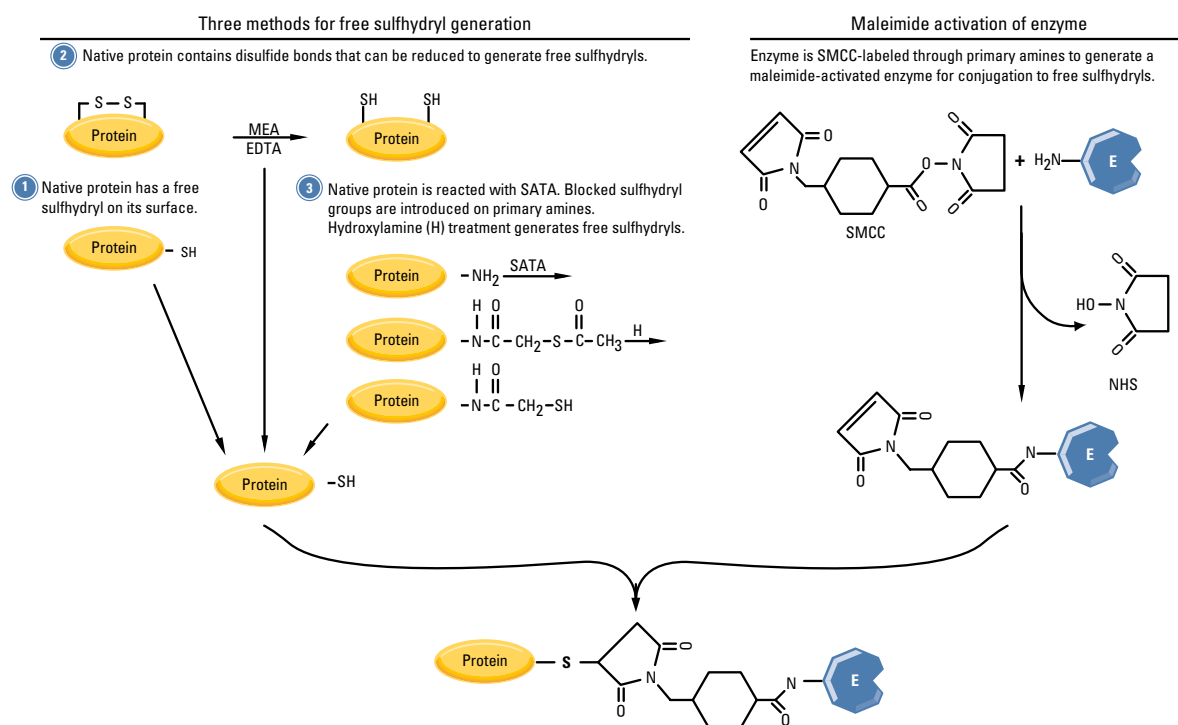 Three methods for free sulfhydryl generation
2 Native protein contains disulfide bonds that can be reduced to generate free sulfhydryls.
S S
Protein
MEA
EDTA
SH SH
Protein
1 Native protein has a free
sulfhydryl on its surface.
Protein
SH
3 Native protein is reacted with SATA. Blocked sulfhydryl
groups are introduced on primary amines.
Hydroxylamine (H) treatment generates free sulfhydryls.
Protein
-NH2 SATA
H O O
Protein
-N-C-CH2-S-C-CH3 H
H O
Protein
-N-C-CH2-SH
Protein
-SH
Maleimide activation of enzyme
Enzyme is SMCC-labeled through primary amines to generate a
maleimide-activated enzyme for conjugation to free sulfhydryls.
O O
N O N + H2N E
O O O
SMCC
O
HO N
O
NHS
O
N N E
O O
O
Protein S N N E
O O